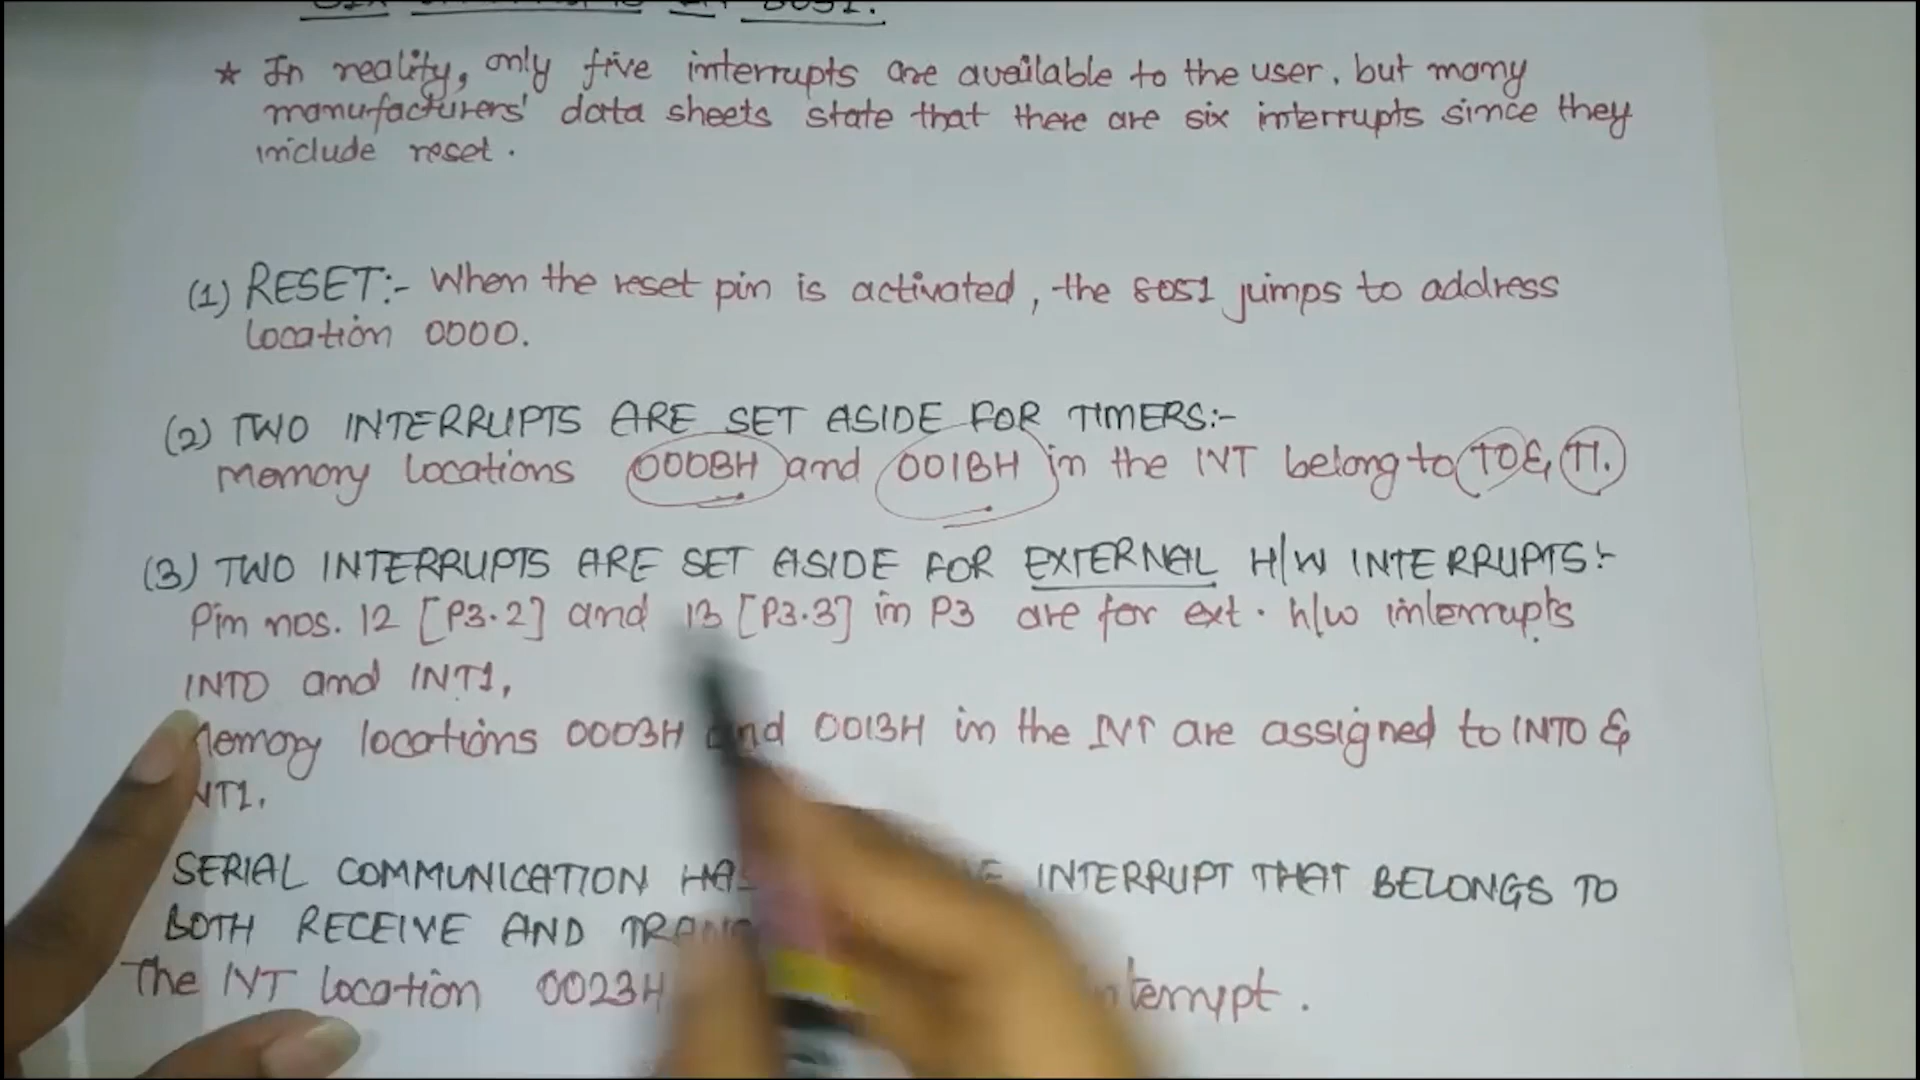 8051.
★ In reality, only five interrupts are available to the user, but many
manufacturers' data sheets state that there are six interrupts since they
include reset.
(1) RESET:- When the reset pin is activated, the 8051 jumps to address
location 0000.
(2) TWO INTERRUPTS ARE SET ASIDE FOR TIMERS:-
Memory locations 000BH and 001BH in the IVT belong to T0 & T1.
(3) TWO INTERRUPTS ARE SET ASIDE FOR EXTERNAL H/W INTERRUPTS:-
Pin nos. 12 [P3.2] and 13 [P3.3] in P3 are for ext. h/w interrupts
INT0 and INT1,
Memory locations 0003H and 0013H in the IVT are assigned to INT0 &
NT1.
SERIAL COMMUNICATION INTERRUPT THAT BELONGS TO
BOTH RECEIVE AND
The IVT location 0023H interrupt.